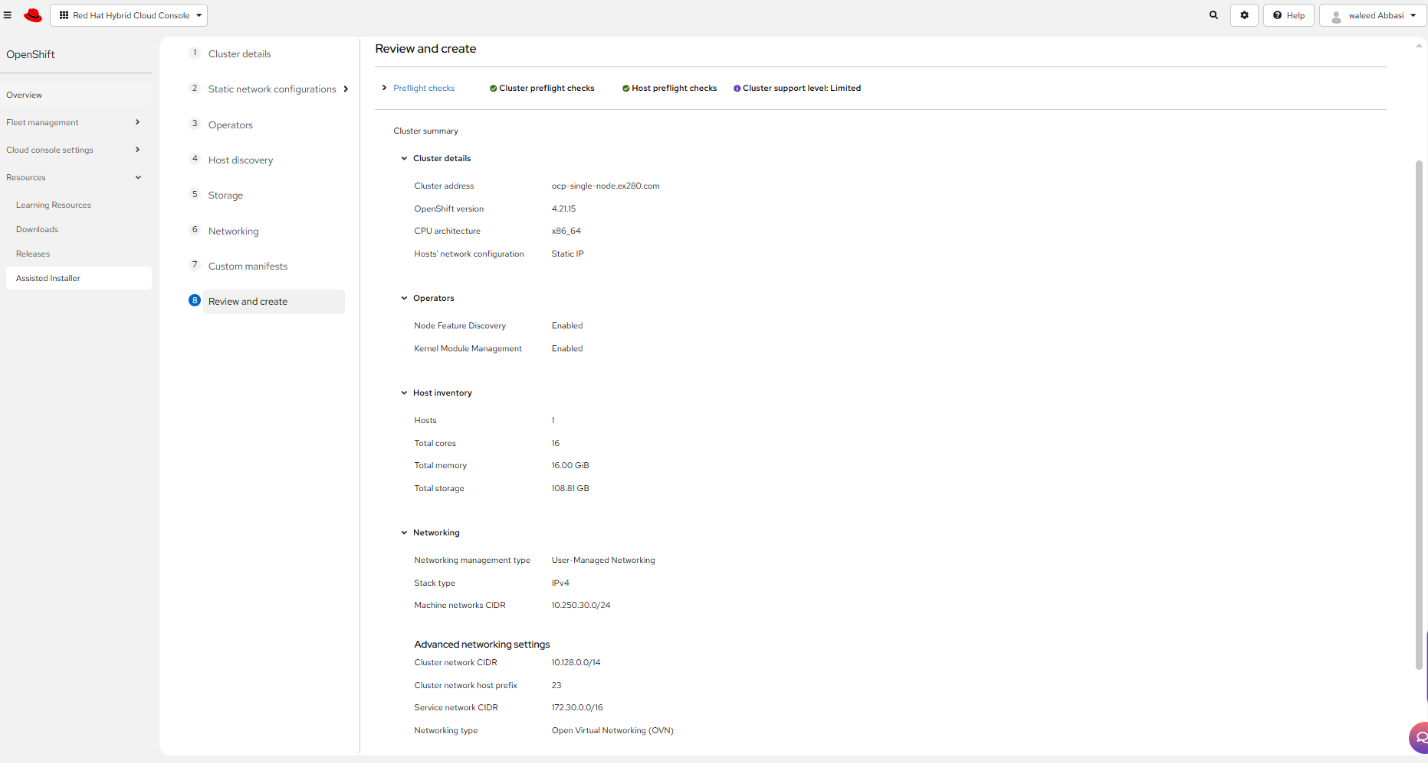 Red Hat Hybrid Cloud Console
Help
waleed Abbasi
OpenShift
Overview
Fleet management
Cloud console settings
Resources
Learning Resources
Downloads
Releases
Assisted Installer
1 Cluster details
2 Static network configurations
3 Operators
4 Host discovery
5 Storage
6 Networking
7 Custom manifests
8 Review and create
Review and create
Preflight checks Cluster preflight checks Host preflight checks Cluster support level: Limited
Cluster summary
Cluster details
Cluster address ocp-single-node.ex280.com
OpenShift version 4.21.15
CPU architecture x86_64
Hosts' network configuration Static IP
Operators
Node Feature Discovery Enabled
Kernel Module Management Enabled
Host inventory
Hosts 1
Total cores 16
Total memory 16.00 GiB
Total storage 108.81 GB
Networking
Networking management type User-Managed Networking
Stack type IPv4
Machine networks CIDR 10.250.30.0/24
Advanced networking settings
Cluster network CIDR 10.128.0.0/14
Cluster network host prefix 23
Service network CIDR 172.30.0.0/16
Networking type Open Virtual Networking (OVN)